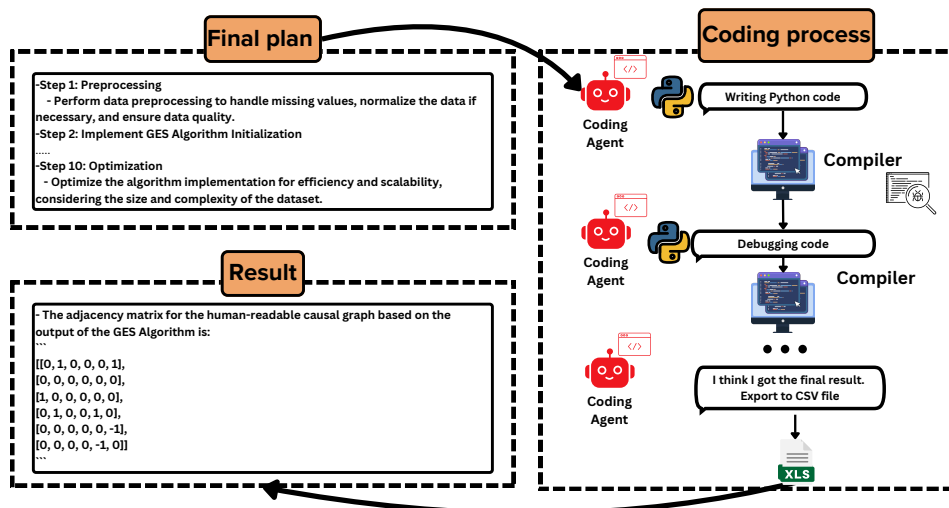 Final plan
-Step 1: Preprocessing
- Perform data preprocessing to handle missing values, normalize the data if
necessary, and ensure data quality.
-Step 2: Implement GES Algorithm Initialization
.....
-Step 10: Optimization
- Optimize the algorithm implementation for efficiency and scalability,
considering the size and complexity of the dataset.
Result
- The adjacency matrix for the human-readable causal graph based on the
output of the GES Algorithm is:
```
[[0, 1, 0, 0, 0, 1],
[0, 0, 0, 0, 0, 0],
[1, 0, 0, 0, 0, 0],
[0, 1, 0, 0, 1, 0],
[0, 0, 0, 0, 0, -1],
[0, 0, 0, 0, -1, 0]]
```
Coding process
</>
Coding
Agent
Writing Python code
Compiler
</>
Coding
Agent
Debugging code
Compiler
</>
Coding
Agent
I think I got the final result.
Export to CSV file
XLS